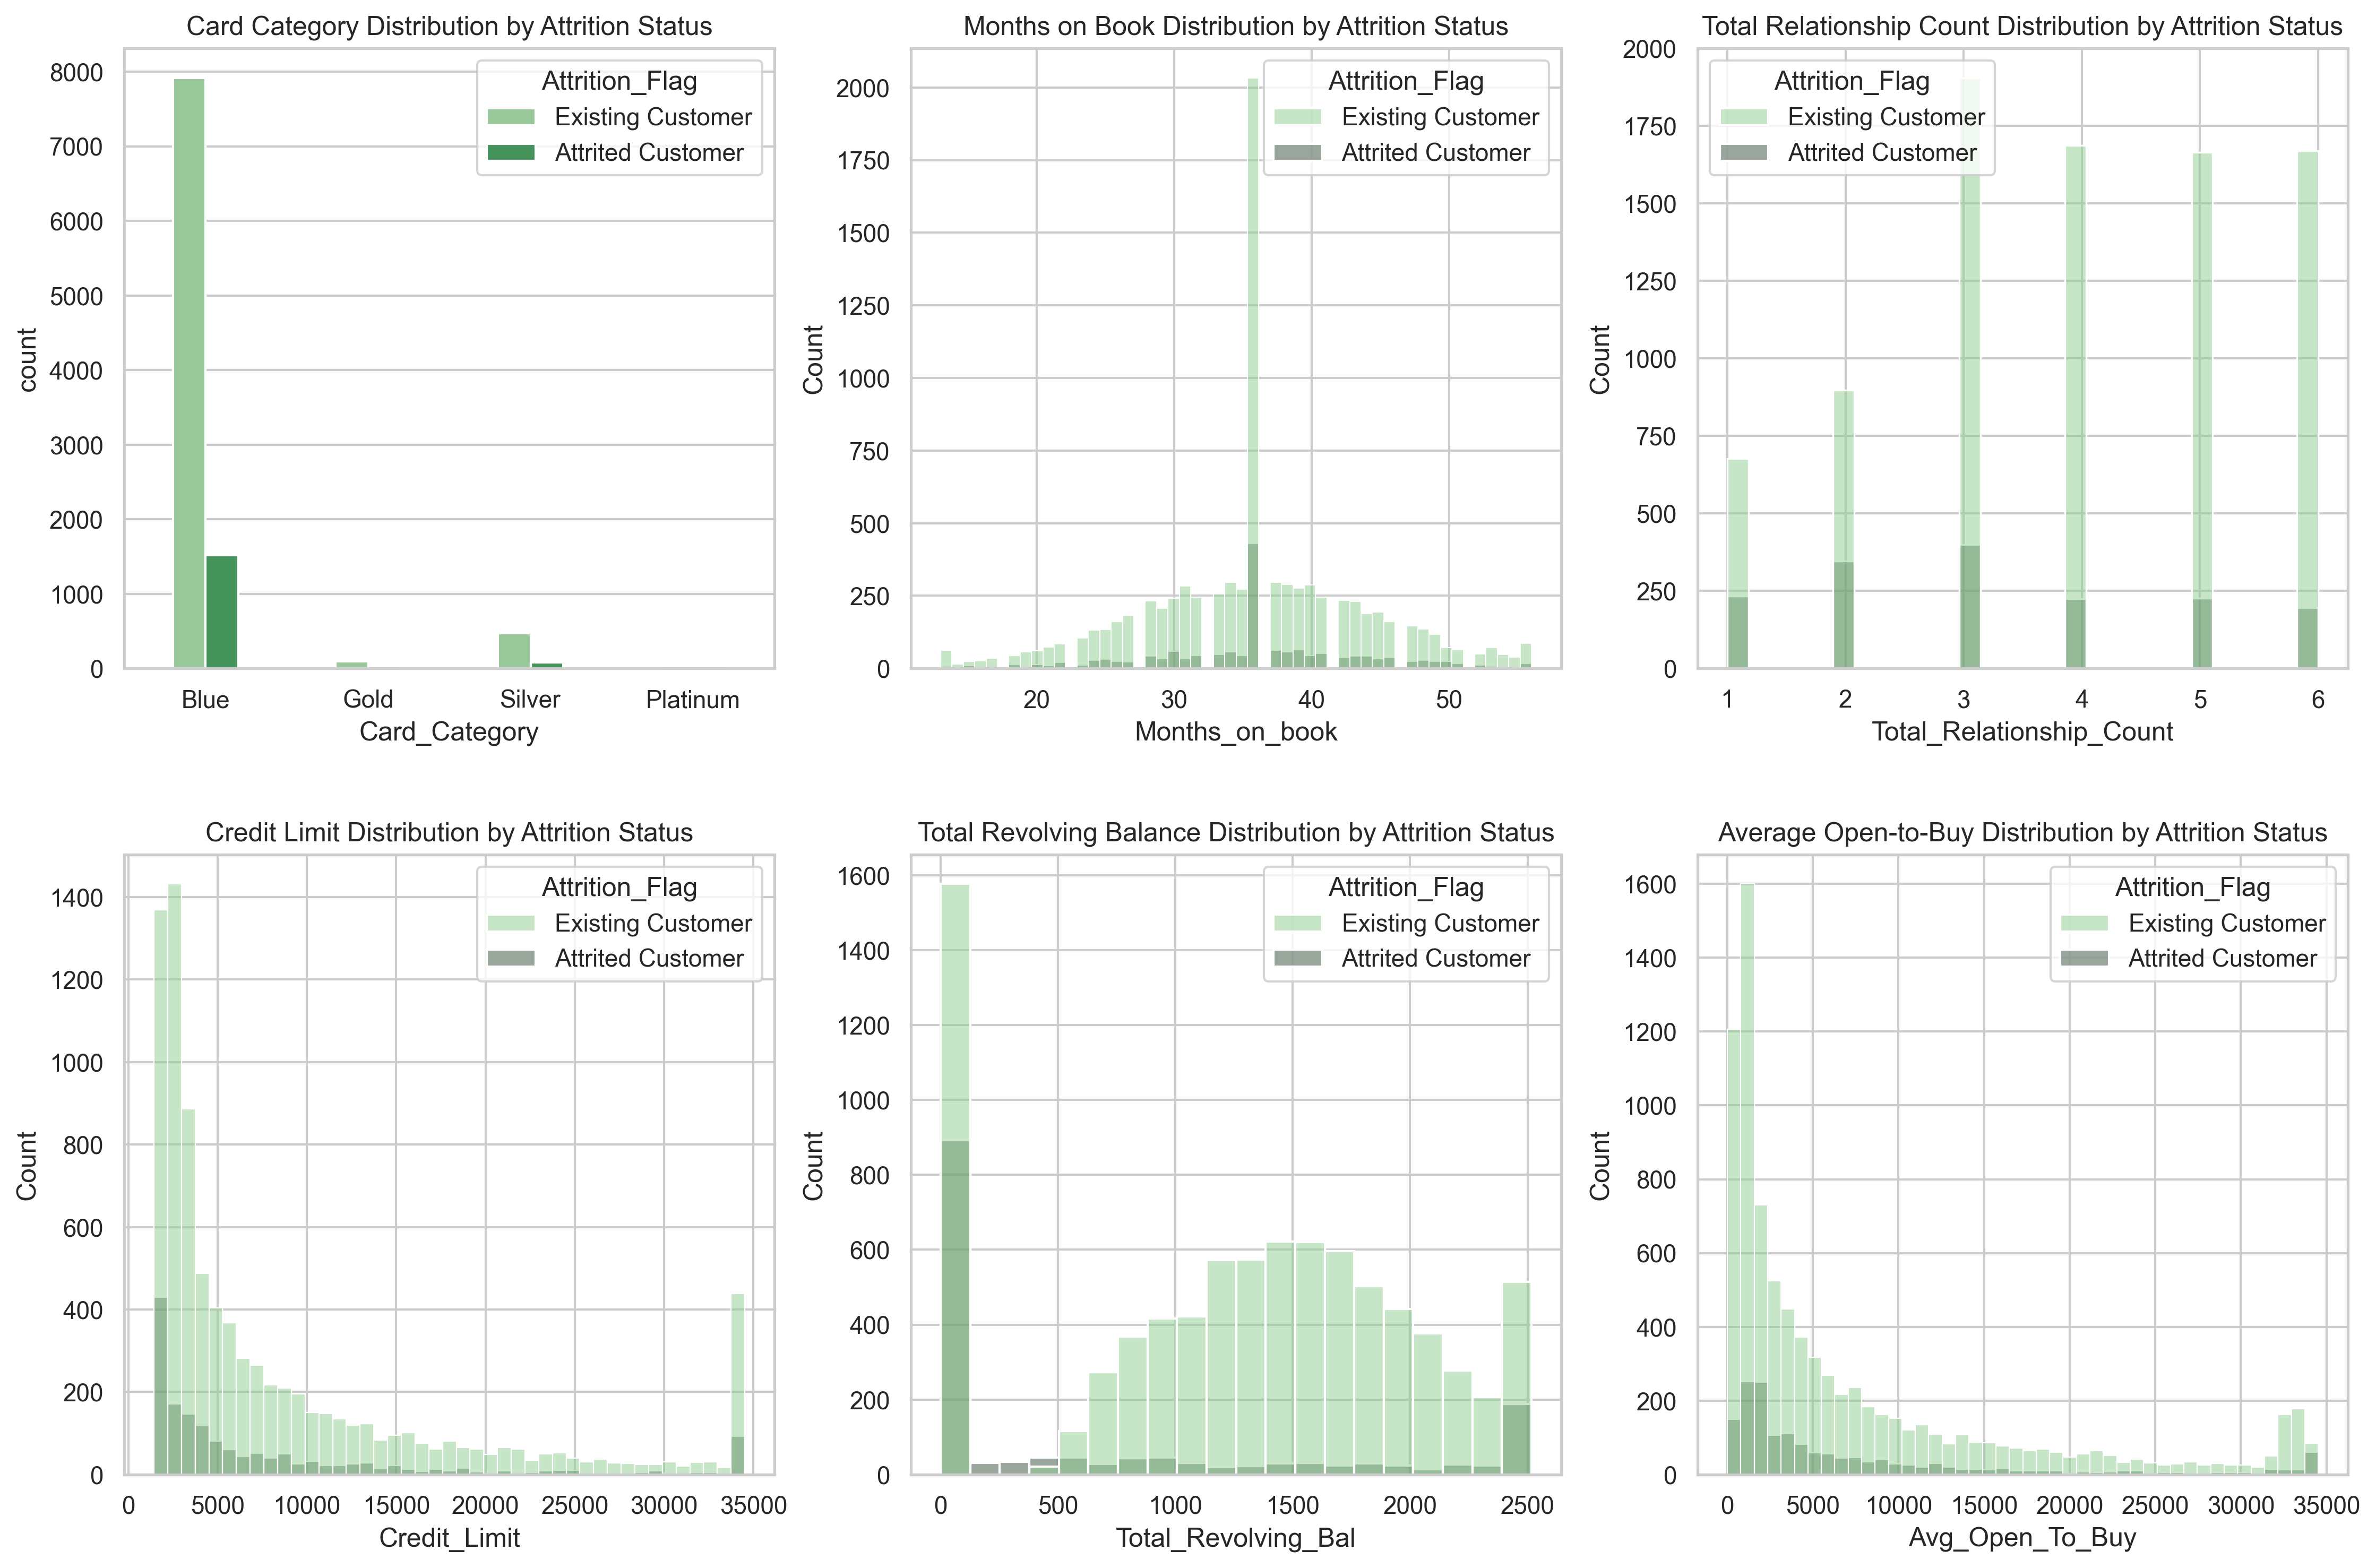 Card Category Distribution by Attrition Status
Attrition_Flag
Existing Customer
Attrited Customer
8000
7000
6000
5000
4000
3000
2000
1000
0
count
Blue Gold Silver Platinum
Card_Category
Months on Book Distribution by Attrition Status
Attrition_Flag
Existing Customer
Attrited Customer
2000
1750
1500
1250
1000
750
500
250
0
Count
20 30 40 50
Months_on_book
Total Relationship Count Distribution by Attrition Status
Attrition_Flag
Existing Customer
Attrited Customer
2000
1750
1500
1250
1000
750
500
250
0
Count
1 2 3 4 5 6
Total_Relationship_Count
Credit Limit Distribution by Attrition Status
Attrition_Flag
Existing Customer
Attrited Customer
1400
1200
1000
800
600
400
200
0
Count
0 5000 10000 15000 20000 25000 30000 35000
Credit_Limit
Total Revolving Balance Distribution by Attrition Status
Attrition_Flag
Existing Customer
Attrited Customer
1600
1400
1200
1000
800
600
400
200
0
Count
0 500 1000 1500 2000 2500
Total_Revolving_Bal
Average Open-to-Buy Distribution by Attrition Status
Attrition_Flag
Existing Customer
Attrited Customer
1600
1400
1200
1000
800
600
400
200
0
Count
0 5000 10000 15000 20000 25000 30000 35000
Avg_Open_To_Buy